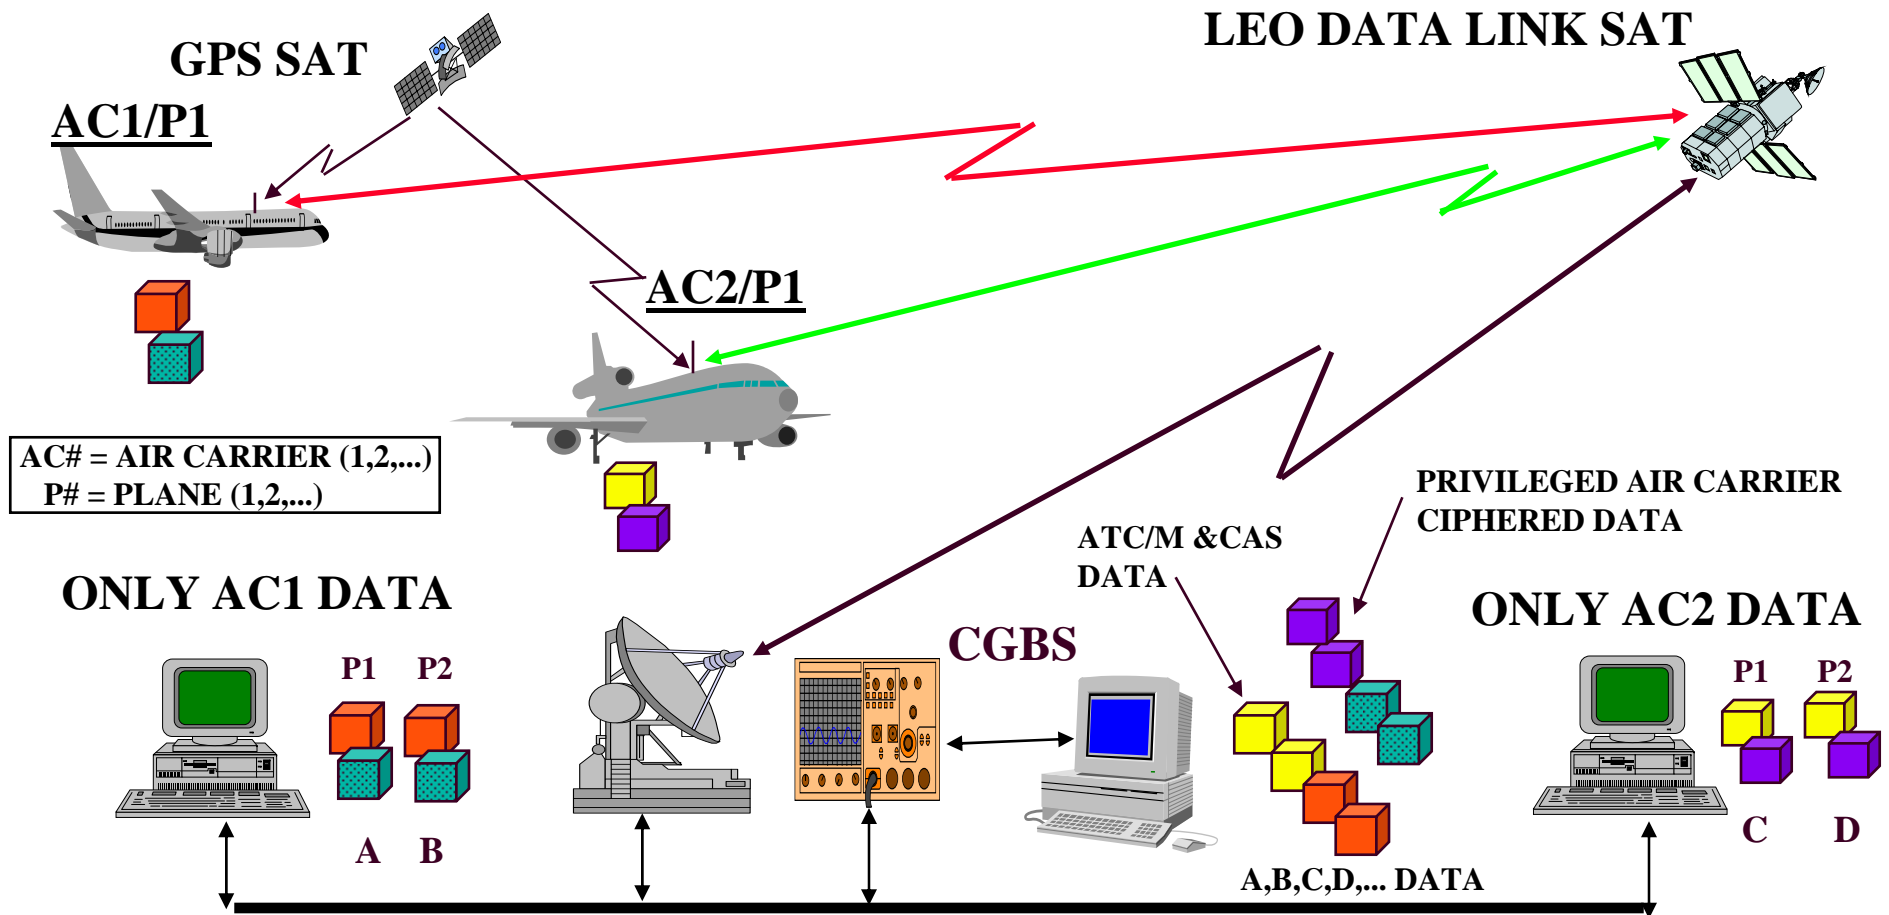 GPS SAT
LEO DATA LINK SAT
AC1/P1
AC2/P1
AC# = AIR CARRIER (1,2,...)
P# = PLANE (1,2,...)
PRIVILEGED AIR CARRIER
CIPHERED DATA
ATC/M &CAS
DATA
ONLY AC1 DATA
ONLY AC2 DATA
CGBS
P1 P2
P1 P2
A B
C D
A,B,C,D,... DATA